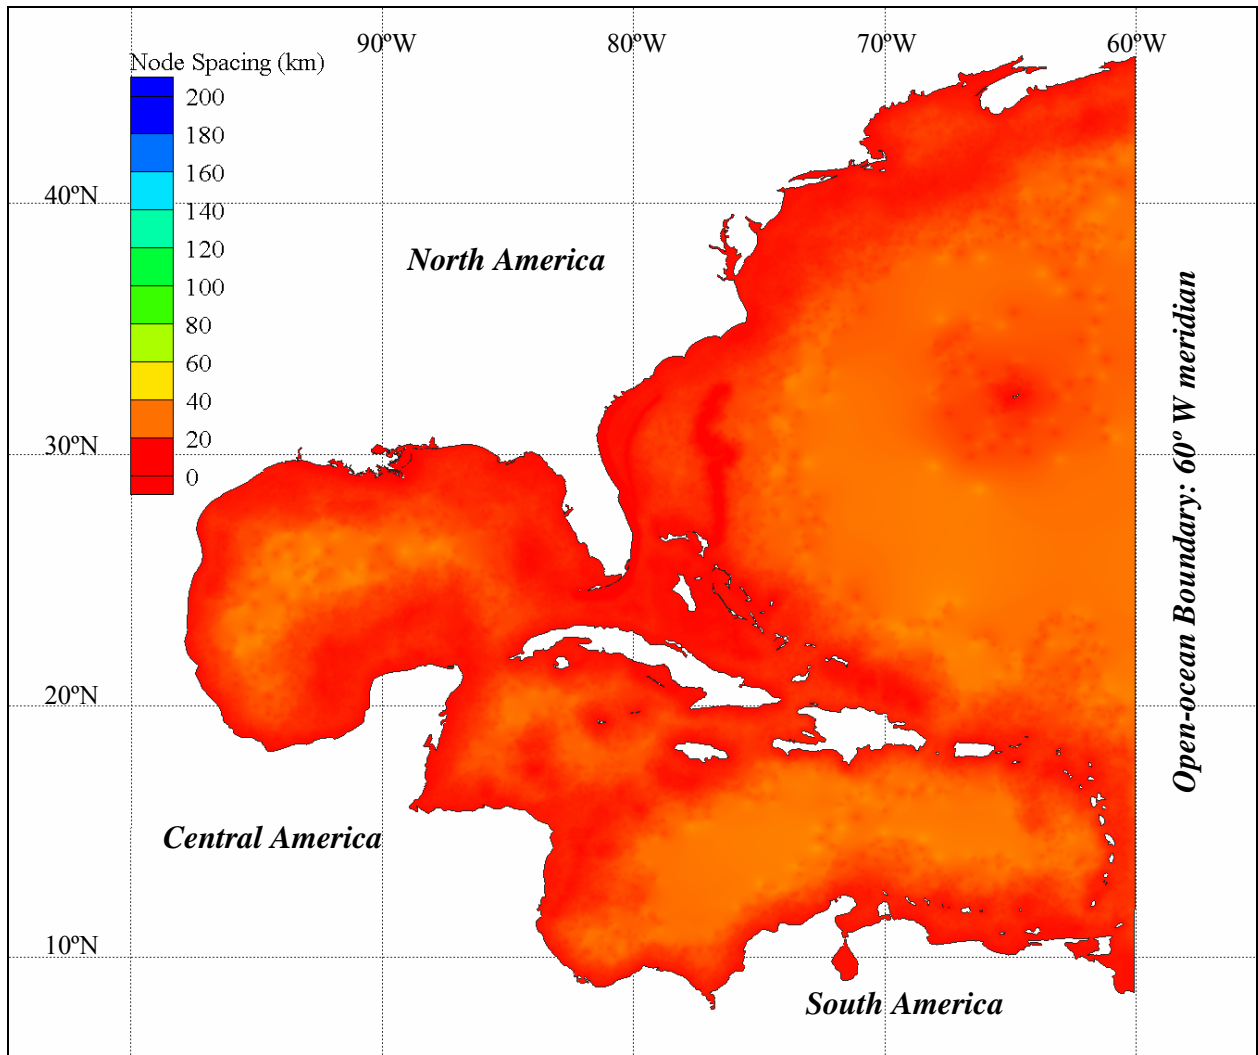 90ºW
80ºW
70ºW
60ºW
Node Spacing (km)
200
180
160
140
120
100
80
60
40
20
0
40ºN
30ºN
20ºN
10ºN
North America
Central America
South America
Open-ocean Boundary: 60º W meridian